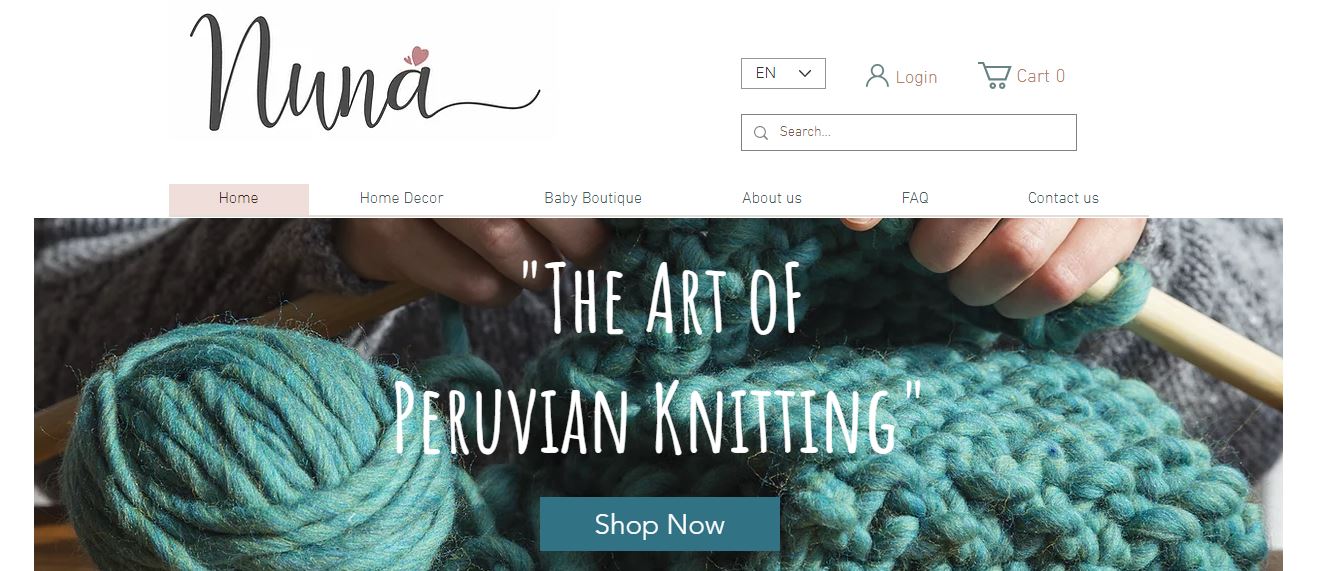 Nuna
EN
Login
Cart 0
Search...
Home
Home Decor
Baby Boutique
About us
FAQ
Contact us
"The Art of
Peruvian Knitting"
Shop Now